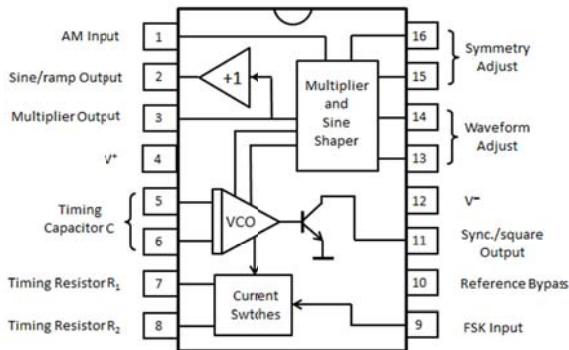 AM Input
1
16
Symmetry
Adjust
Sine/ramp Output
2
+1
15
Multiplier
and
Sine
Shaper
Multiplier Output
3
14
Waveform
Adjust
V⁺
4
13
Timing
Capacitor C
5
VCO
12
V⁻
6
11
Sync./square
Output
Timing Resistor R₁
7
Current
Switches
10
Reference Bypass
Timing Resistor R₂
8
9
FSK Input